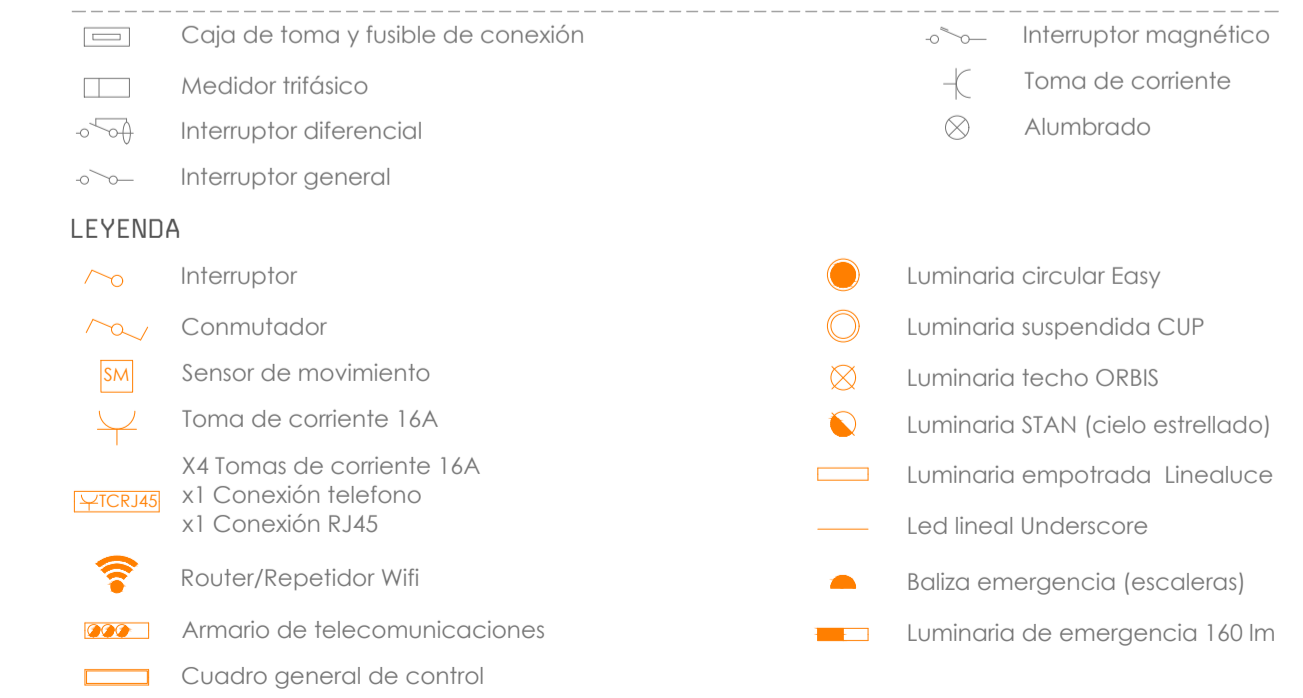 Caja de toma y fusible de conexión
Medidor trifásico
Interruptor diferencial
Interruptor general
Interruptor magnético
Toma de corriente
Alumbrado
LEYENDA
Interruptor
Conmutador
SM
Sensor de movimiento
Toma de corriente 16A
X4 Tomas de corriente 16A
TCRJ45
x1 Conexión telefono
x1 Conexión RJ45
Router/Repetidor Wifi
Armario de telecomunicaciones
Cuadro general de control
Luminaria circular Easy
Luminaria suspendida CUP
Luminaria techo ORBIS
Luminaria STAN (cielo estrellado)
Luminaria empotrada Linealuce
Led lineal Underscore
Baliza emergencia (escaleras)
Luminaria de emergencia 160 lm